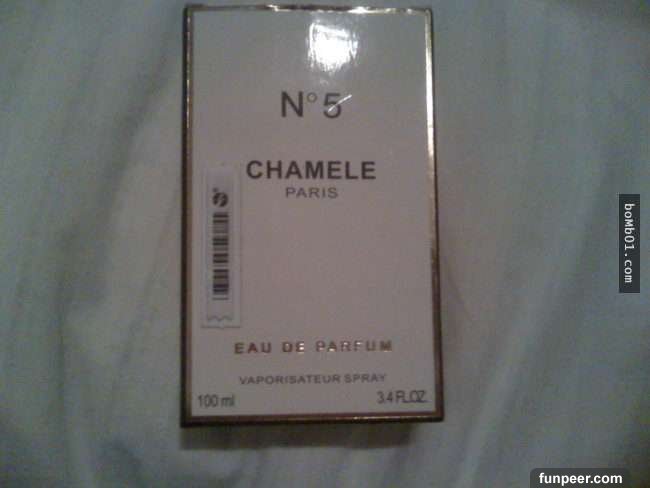 N°5
CHAMELE
PARIS
EAU DE PARFUM
VAPORISATEUR SPRAY
100 ml 3.4 FL.OZ.
boMb01.com
funpeer.com